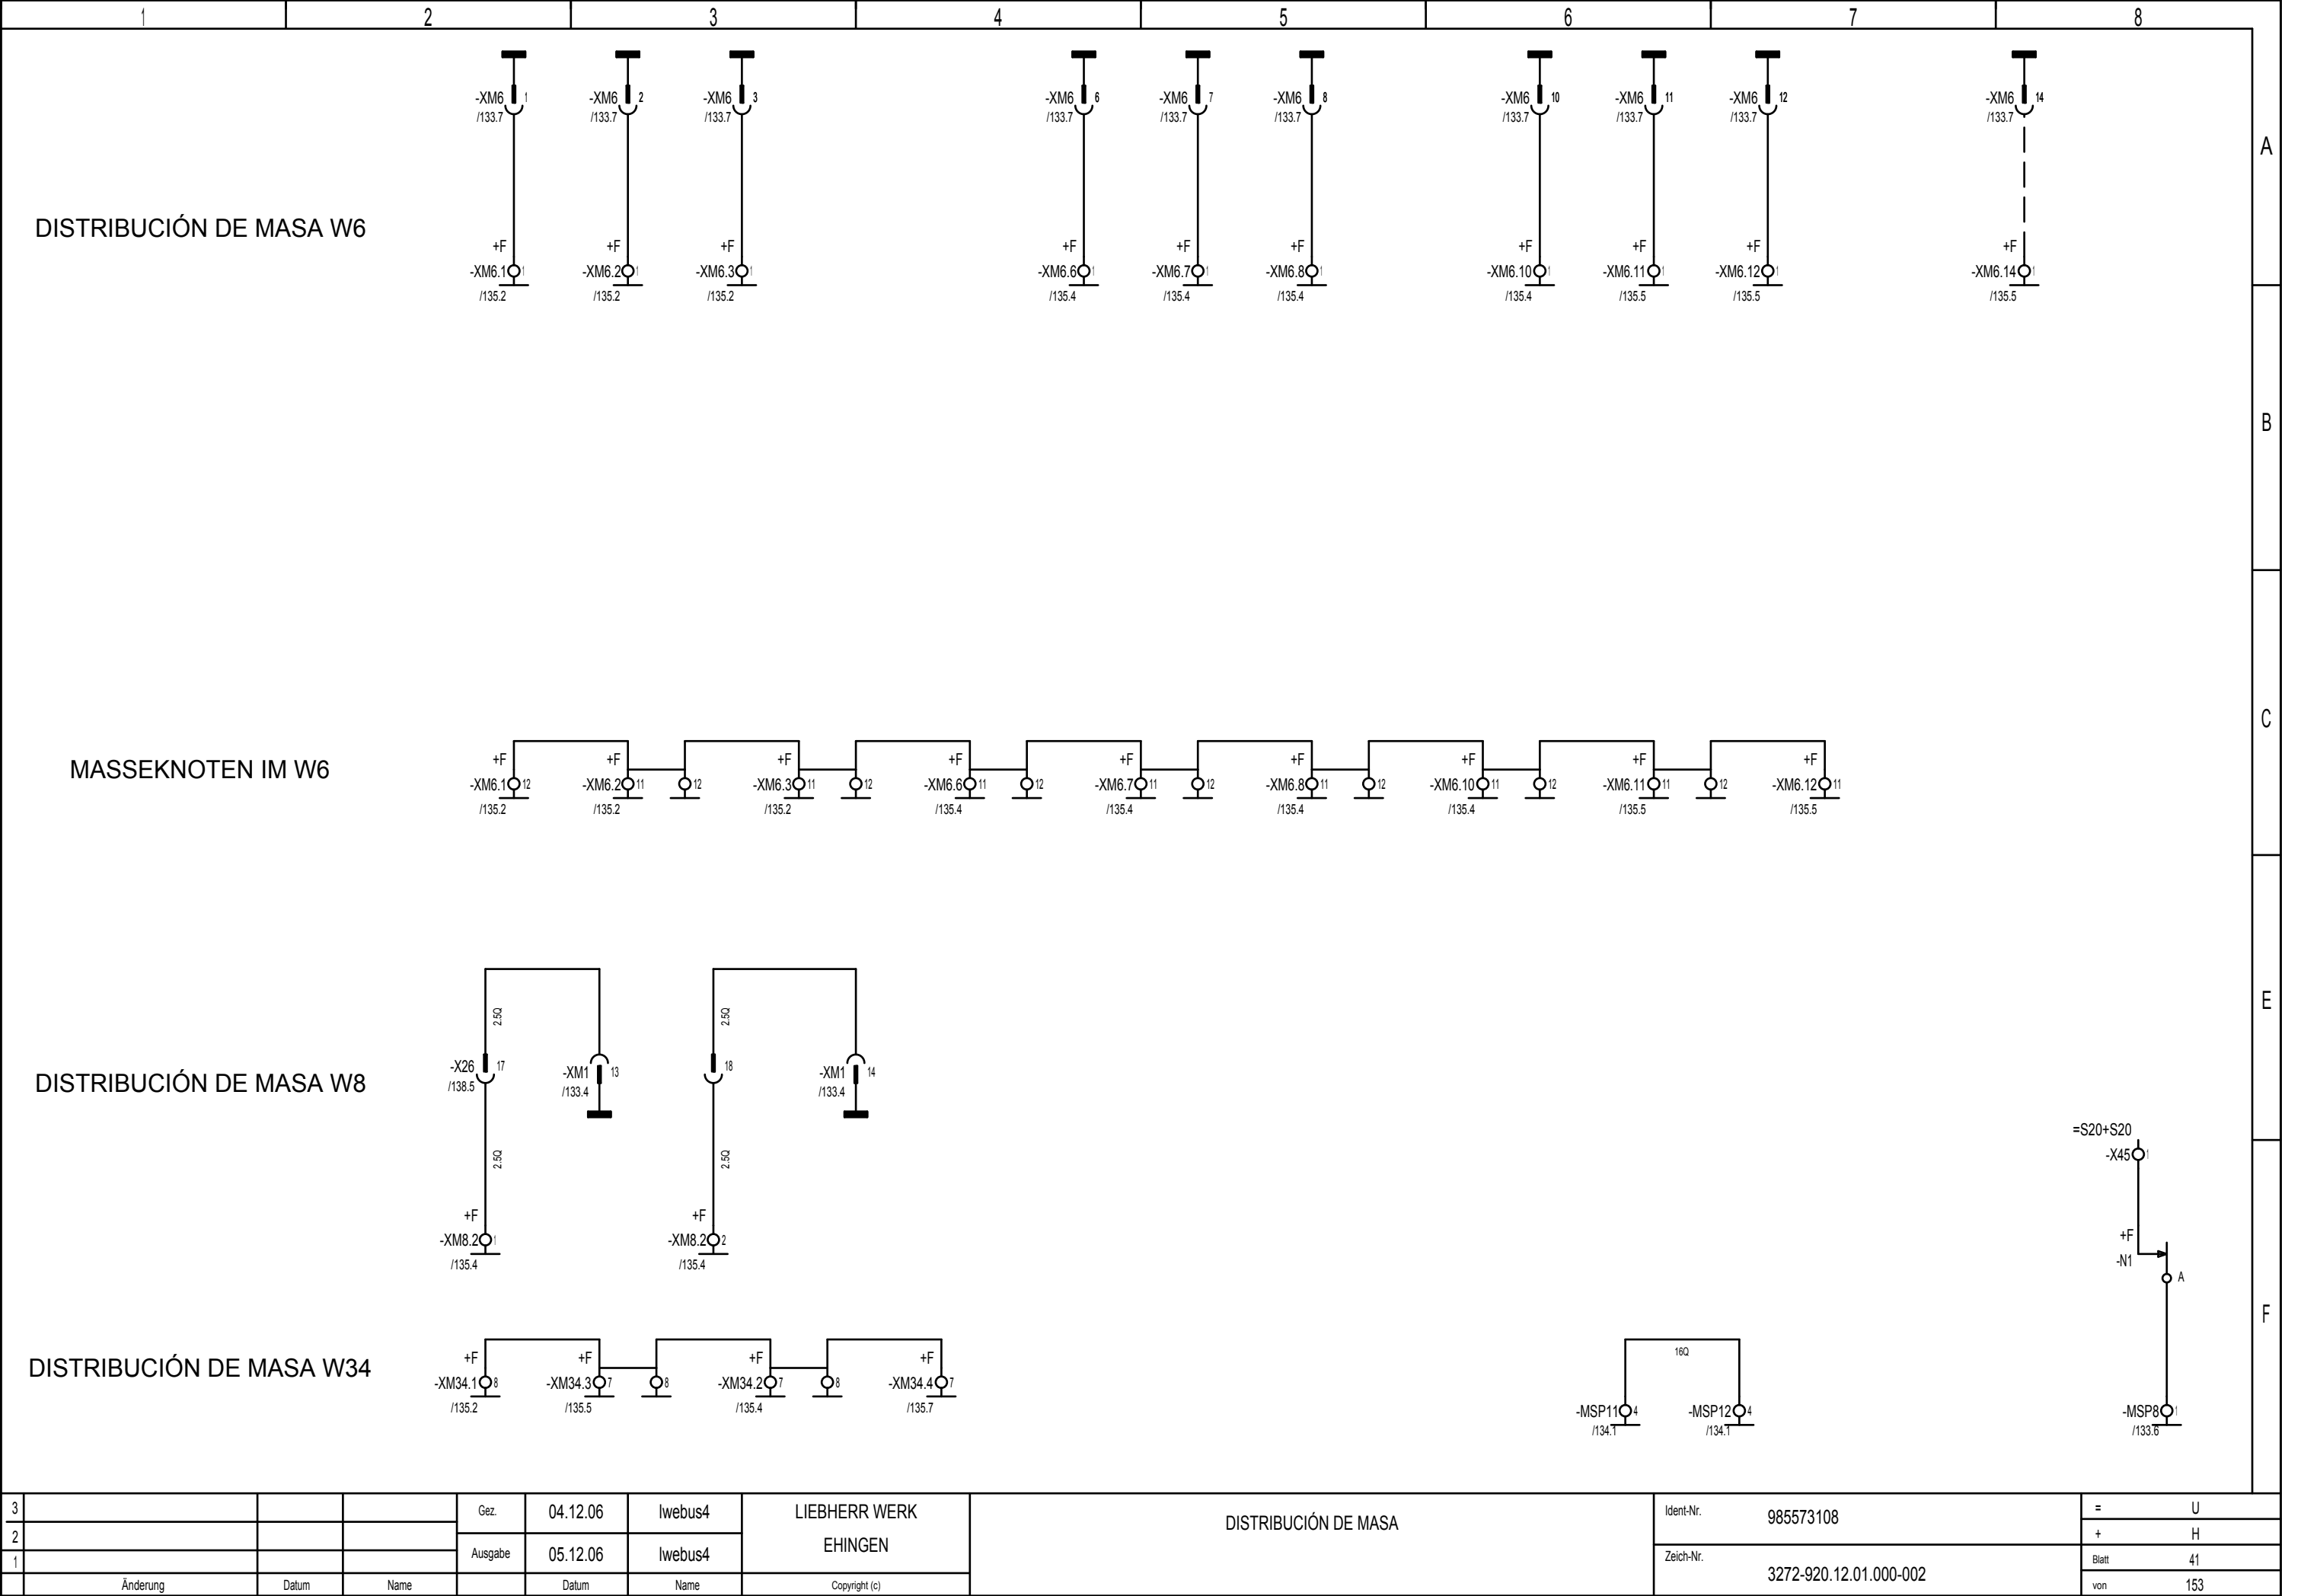 1 2 3 4 5 6 7 8
-XM6 1 -XM6 2 -XM6 3 -XM6 6 -XM6 7 -XM6 8 -XM6 10 -XM6 11 -XM6 12 -XM6 14
/133.7 /133.7 /133.7 /133.7 /133.7 /133.7 /133.7 /133.7 /133.7 /133.7
A
DISTRIBUCIÓN DE MASA W6
+F +F +F +F +F +F +F +F +F +F
-XM6.1 1 -XM6.2 1 -XM6.3 1 -XM6.6 1 -XM6.7 1 -XM6.8 1 -XM6.10 1 -XM6.11 1 -XM6.12 1 -XM6.14 1
/135.2 /135.2 /135.2 /135.4 /135.4 /135.4 /135.4 /135.5 /135.5 /135.5
B
C
+F +F +F +F +F +F +F +F +F
MASSEKNOTEN IM W6
-XM6.1 12 -XM6.2 11 12 -XM6.3 11 12 -XM6.6 11 12 -XM6.7 11 12 -XM6.8 11 12 -XM6.10 11 12 -XM6.11 11 12 -XM6.12 11
/135.2 /135.2 /135.2 /135.4 /135.4 /135.4 /135.4 /135.5 /135.5
E
2.5Q 2.5Q
-X26 17 -XM1 13 18 -XM1 14
/138.5 /133.4 /133.4
DISTRIBUCIÓN DE MASA W8
=S20+S20
-X45 1
2.5Q 2.5Q
+F +F
-XM8.2 1 -XM8.2 2
/135.4 /135.4
+F
-N1
A
F
16Q
+F +F +F +F
DISTRIBUCIÓN DE MASA W34
-XM34.1 8 -XM34.3 7 8 -XM34.2 7 8 -XM34.4 7
/135.2 /135.5 /135.4 /135.7
-MSP11 4 -MSP12 4 -MSP8 1
/134.1 /134.1 /133.6
3 Gez. 04.12.06 lwebus4 LIEBHERR WERK
2 EHINGEN
1 Ausgabe 05.12.06 lwebus4
Änderung Datum Name Datum Name Copyright (c)
DISTRIBUCIÓN DE MASA
Ident-Nr. 985573108
Zeich-Nr. 3272-920.12.01.000-002
= U
+ H
Blatt 41
von 153